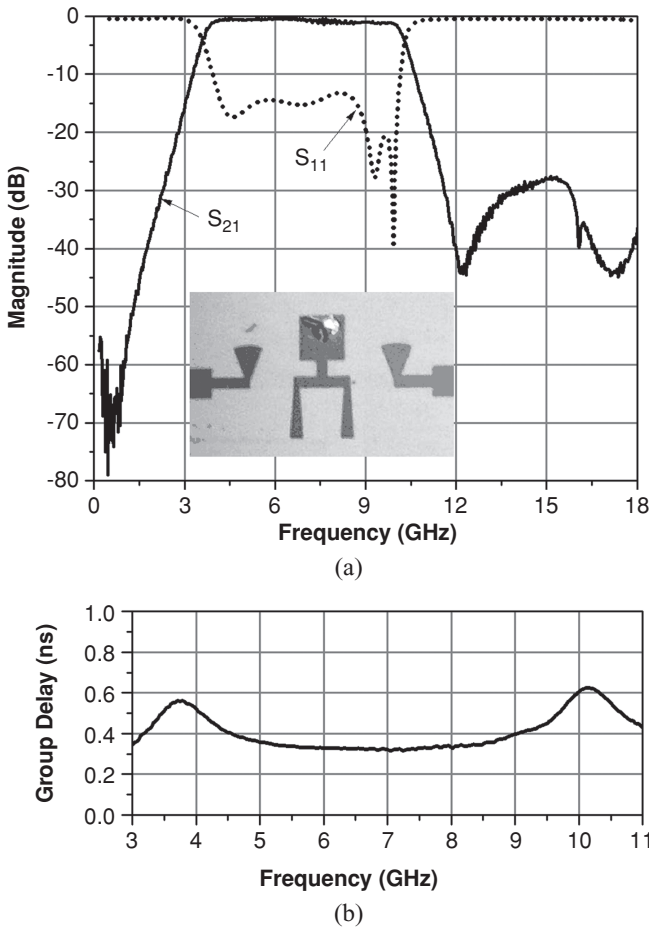 0
-10
-20
-30
-40
-50
-60
-70
-80
Magnitude (dB)
S11
S21
0 3 6 9 12 15 18
Frequency (GHz)
(a)
1.0
0.8
0.6
0.4
0.2
0.0
Group Delay (ns)
3 4 5 6 7 8 9 10 11
Frequency (GHz)
(b)